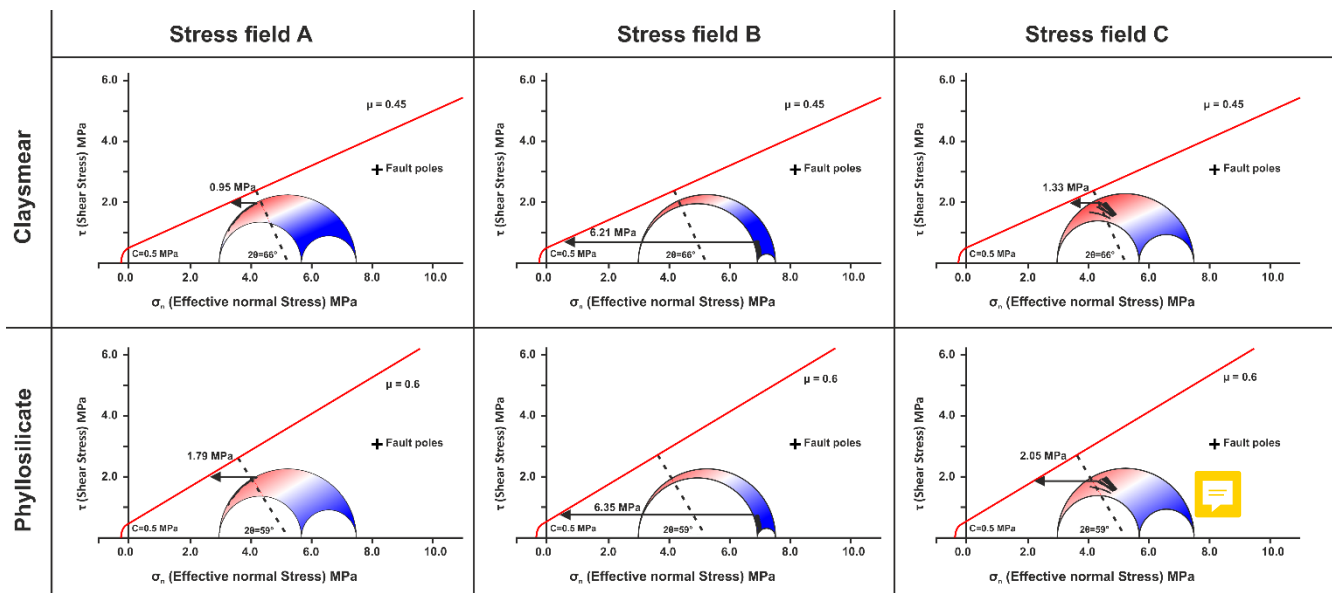 Stress field A
Stress field B
Stress field C
Claysmear
6.0
4.0
2.0
τ (Shear Stress) MPa
μ = 0.45
Fault poles
0.95 MPa
C=0.5 MPa
2θ=66°
0.0 2.0 4.0 6.0 8.0 10.0
σn (Effective normal Stress) MPa
6.0
4.0
2.0
τ (Shear Stress) MPa
μ = 0.45
Fault poles
6.21 MPa
C=0.5 MPa
2θ=66°
0.0 2.0 4.0 6.0 8.0 10.0
σn (Effective normal Stress) MPa
6.0
4.0
2.0
τ (Shear Stress) MPa
μ = 0.45
Fault poles
1.33 MPa
C=0.5 MPa
2θ=66°
0.0 2.0 4.0 6.0 8.0 10.0
σn (Effective normal Stress) MPa
Phyllosilicate
6.0
4.0
2.0
τ (Shear Stress) MPa
μ = 0.6
Fault poles
1.79 MPa
C=0.5 MPa
2θ=59°
0.0 2.0 4.0 6.0 8.0 10.0
σn (Effective normal Stress) MPa
6.0
4.0
2.0
τ (Shear Stress) MPa
μ = 0.6
Fault poles
6.35 MPa
C=0.5 MPa
2θ=59°
0.0 2.0 4.0 6.0 8.0 10.0
σn (Effective normal Stress) MPa
6.0
4.0
2.0
τ (Shear Stress) MPa
μ = 0.6
Fault poles
2.05 MPa
C=0.5 MPa
2θ=59°
0.0 2.0 4.0 6.0 8.0 10.0
σn (Effective normal Stress) MPa